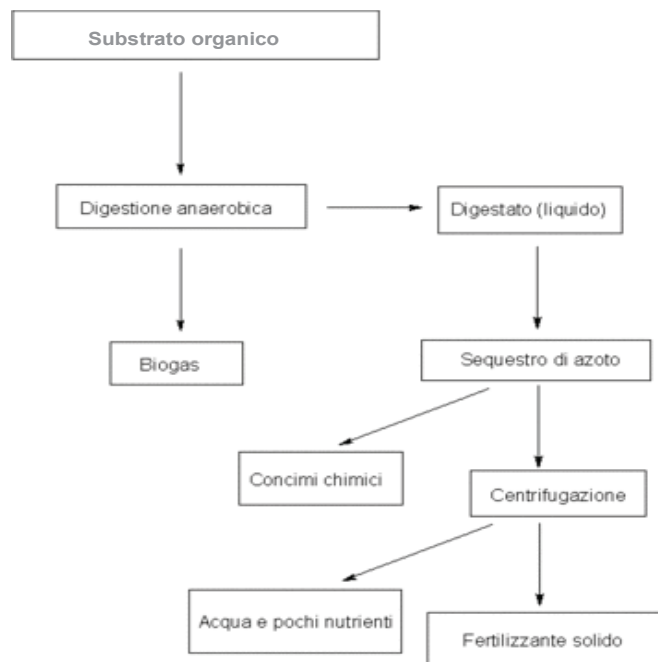 Substrato organico
Digestione anaerobica
Digestato (liquido)
Biogas
Sequestro di azoto
Concimi chimici
Centrifugazione
Acqua e pochi nutrienti
Fertilizzante solido